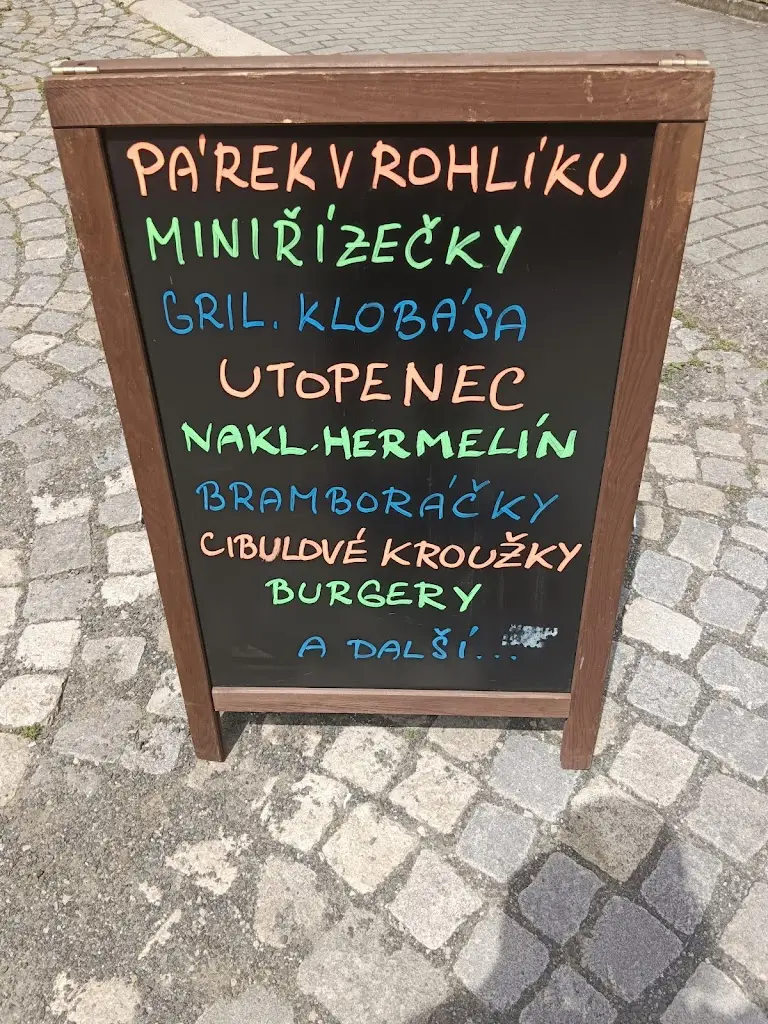 PÁREK V ROHLÍKU
MINIŘÍZEČKY
GRIL. KLOBÁSA
UTOPENEC
NAKL. HERMELÍN
BRAMBORÁČKY
CIBULOVÉ KROUŽKY
BURGERY
A DALŠÍ...